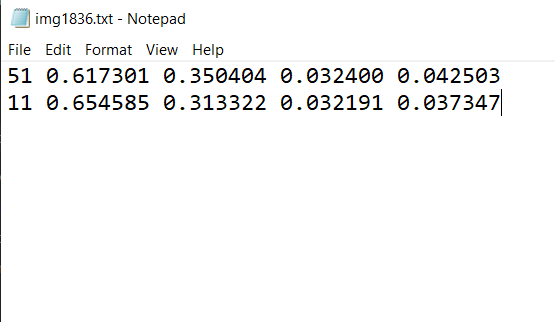 img1836.txt - Notepad
File Edit Format View Help
51 0.617301 0.350404 0.032400 0.042503
11 0.654585 0.313322 0.032191 0.037347